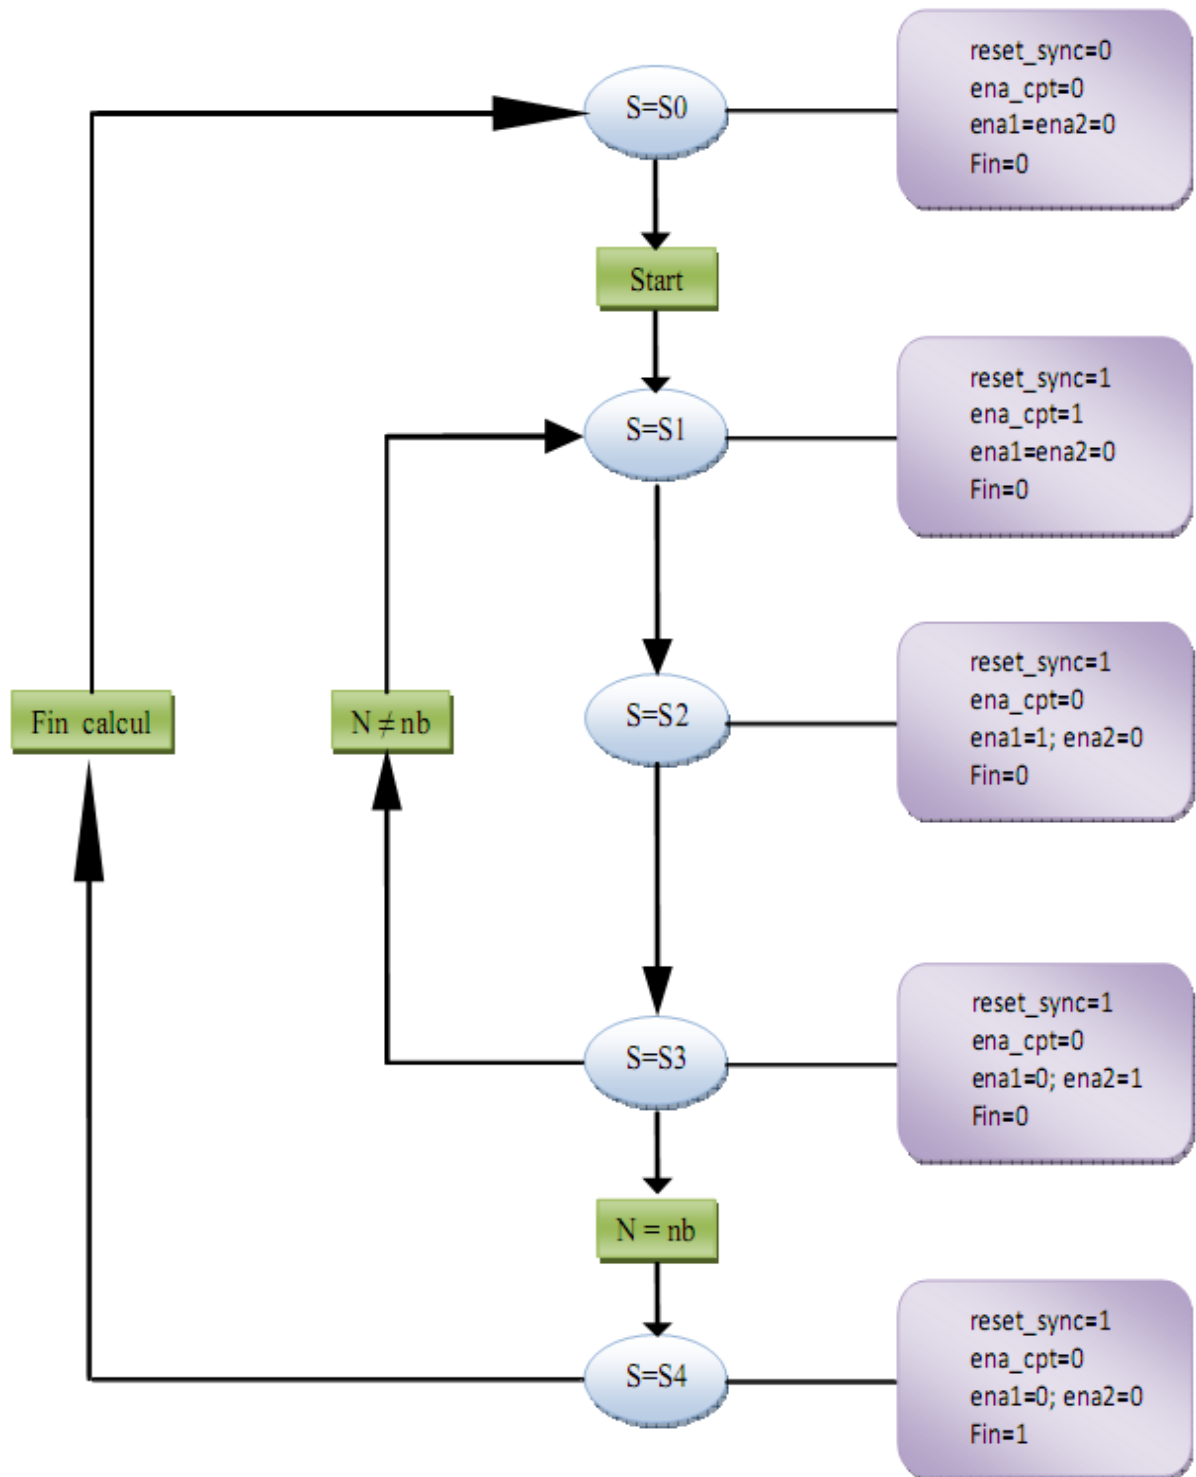 S=S0
reset_sync=0
ena_cpt=0
ena1=ena2=0
Fin=0
Start
S=S1
reset_sync=1
ena_cpt=1
ena1=ena2=0
Fin=0
Fin calcul
N ≠ nb
S=S2
reset_sync=1
ena_cpt=0
ena1=1; ena2=0
Fin=0
S=S3
reset_sync=1
ena_cpt=0
ena1=0; ena2=1
Fin=0
N = nb
S=S4
reset_sync=1
ena_cpt=0
ena1=0; ena2=0
Fin=1